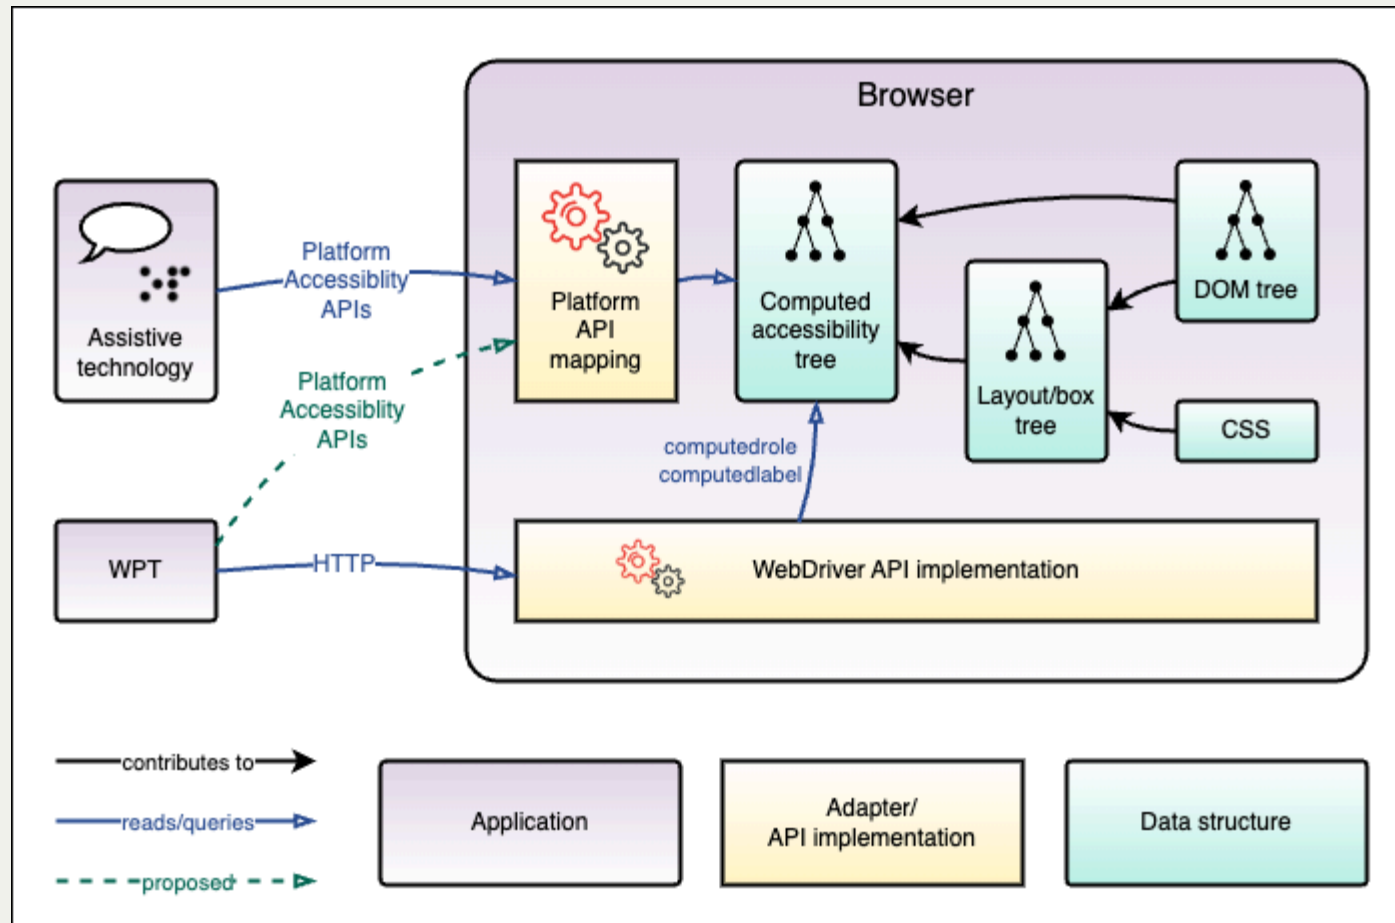 Browser
Assistive
technology
Platform
Accessiblity
APIs
Platform
API
mapping
Computed
accessibility
tree
DOM tree
Layout/box
tree
CSS
Platform
Accessiblity
APIs
computedrole
computedlabel
WPT
HTTP
WebDriver API implementation
contributes to
reads/queries
proposed
Application
Adapter/
API implementation
Data structure